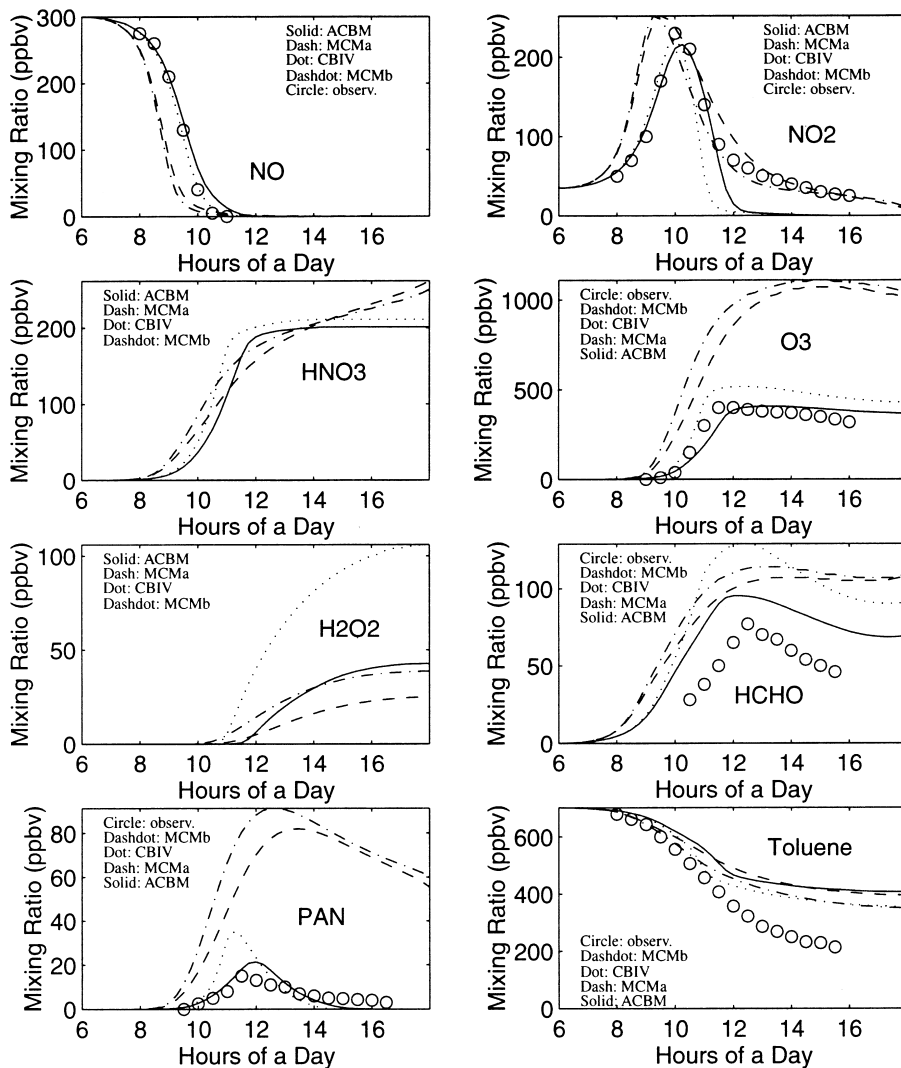 Mixing Ratio (ppbv)
300
200
100
0
Solid: ACBM
Dash: MCMa
Dot: CBIV
Dashdot: MCMb
Circle: observ.
NO
6 8 10 12 14 16
Hours of a Day
Mixing Ratio (ppbv)
200
100
0
Solid: ACBM
Dash: MCMa
Dot: CBIV
Dashdot: MCMb
Circle: observ.
NO2
6 8 10 12 14 16
Hours of a Day
Mixing Ratio (ppbv)
200
100
0
Solid: ACBM
Dash: MCMa
Dot: CBIV
Dashdot: MCMb
HNO3
6 8 10 12 14 16
Hours of a Day
Mixing Ratio (ppbv)
1000
500
0
Circle: observ.
Dashdot: MCMb
Dot: CBIV
Dash: MCMa
Solid: ACBM
O3
6 8 10 12 14 16
Hours of a Day
Mixing Ratio (ppbv)
100
50
0
Solid: ACBM
Dash: MCMa
Dot: CBIV
Dashdot: MCMb
H2O2
6 8 10 12 14 16
Hours of a Day
Mixing Ratio (ppbv)
100
50
0
Circle: observ.
Dashdot: MCMb
Dot: CBIV
Dash: MCMa
Solid: ACBM
HCHO
6 8 10 12 14 16
Hours of a Day
Mixing Ratio (ppbv)
80
60
40
20
0
Circle: observ.
Dashdot: MCMb
Dot: CBIV
Dash: MCMa
Solid: ACBM
PAN
6 8 10 12 14 16
Hours of a Day
Mixing Ratio (ppbv)
600
400
200
0
Toluene
Circle: observ.
Dashdot: MCMb
Dot: CBIV
Dash: MCMa
Solid: ACBM
6 8 10 12 14 16
Hours of a Day